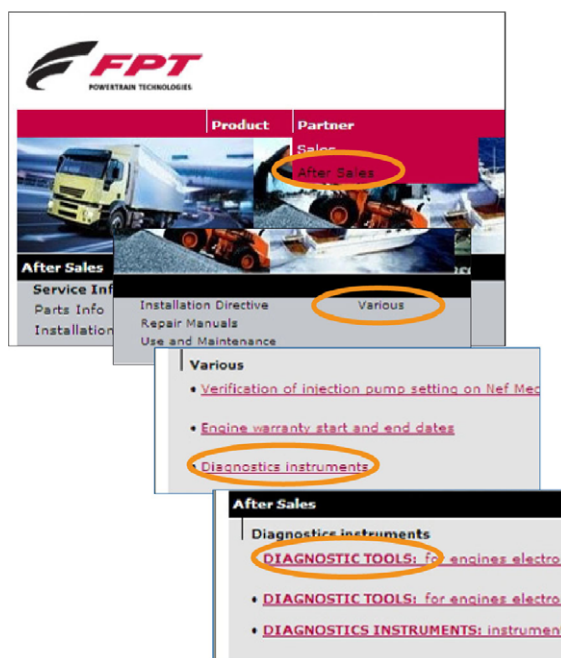 FPT
POWERTRAIN TECHNOLOGIES
Product Partner
Sales
After Sales
After Sales
Service Inf
Parts Info
Installation
Installation Directive Various
Repair Manuals
Use and Maintenance
Various
• Verification of injection pump setting on Nef Mec
• Engine warranty start and end dates
• Diagnostics instruments
After Sales
Diagnostics instruments
DIAGNOSTIC TOOLS: for engines electro
• DIAGNOSTIC TOOLS: for engines electro
• DIAGNOSTICS INSTRUMENTS: instrument